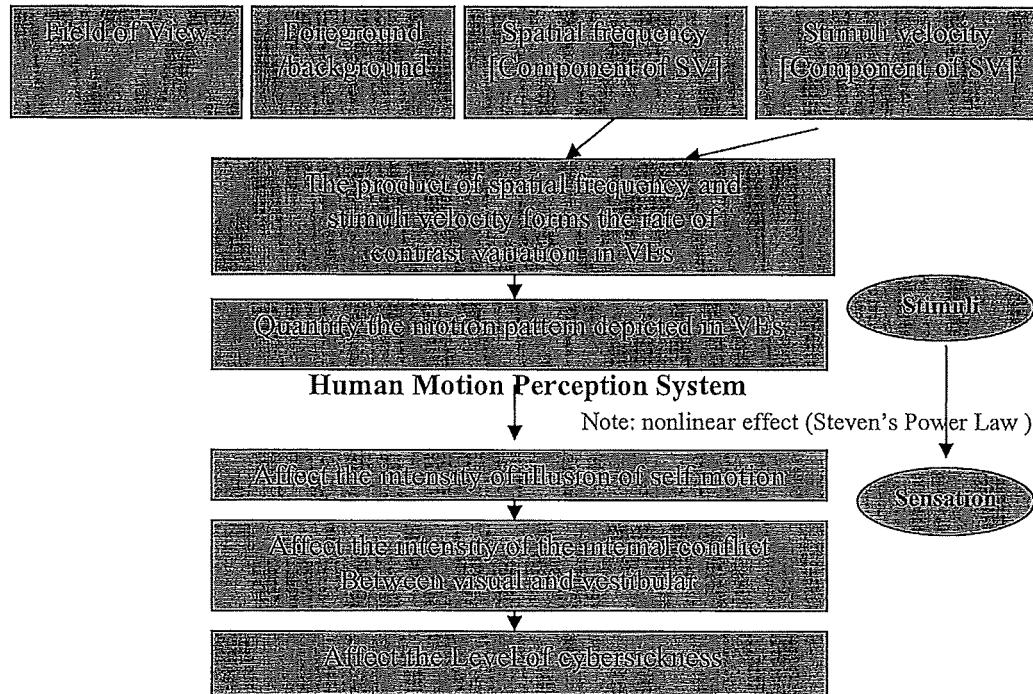 Field of View
Foreground
/background
Spatial frequency
[Component of SV]
Stimuli velocity
[Component of SV]
The product of spatial frequency and
stimuli velocity forms the rate of
contrast variation in VEs
Quantify the motion pattern depicted in VEs.
Stimuli
Human Motion Perception System
Note: nonlinear effect (Steven's Power Law )
Affect the intensity of illusion of self motion
Sensation
Affect the intensity of the internal conflict
Between visual and vestibular
Affect the Level of cybersickness